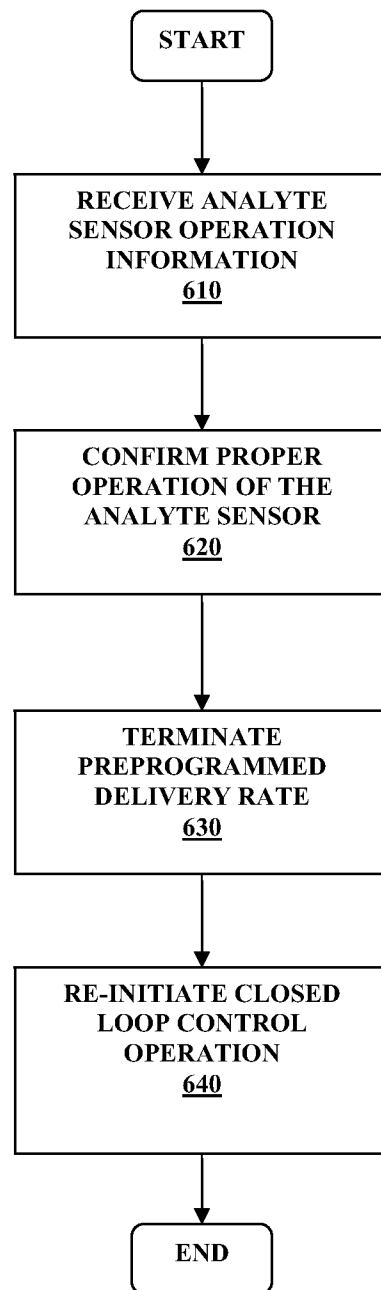 START
RECEIVE ANALYTE
SENSOR OPERATION
INFORMATION
610
CONFIRM PROPER
OPERATION OF THE
ANALYTE SENSOR
620
TERMINATE
PREPROGRAMMED
DELIVERY RATE
630
RE-INITIATE CLOSED
LOOP CONTROL
OPERATION
640
END